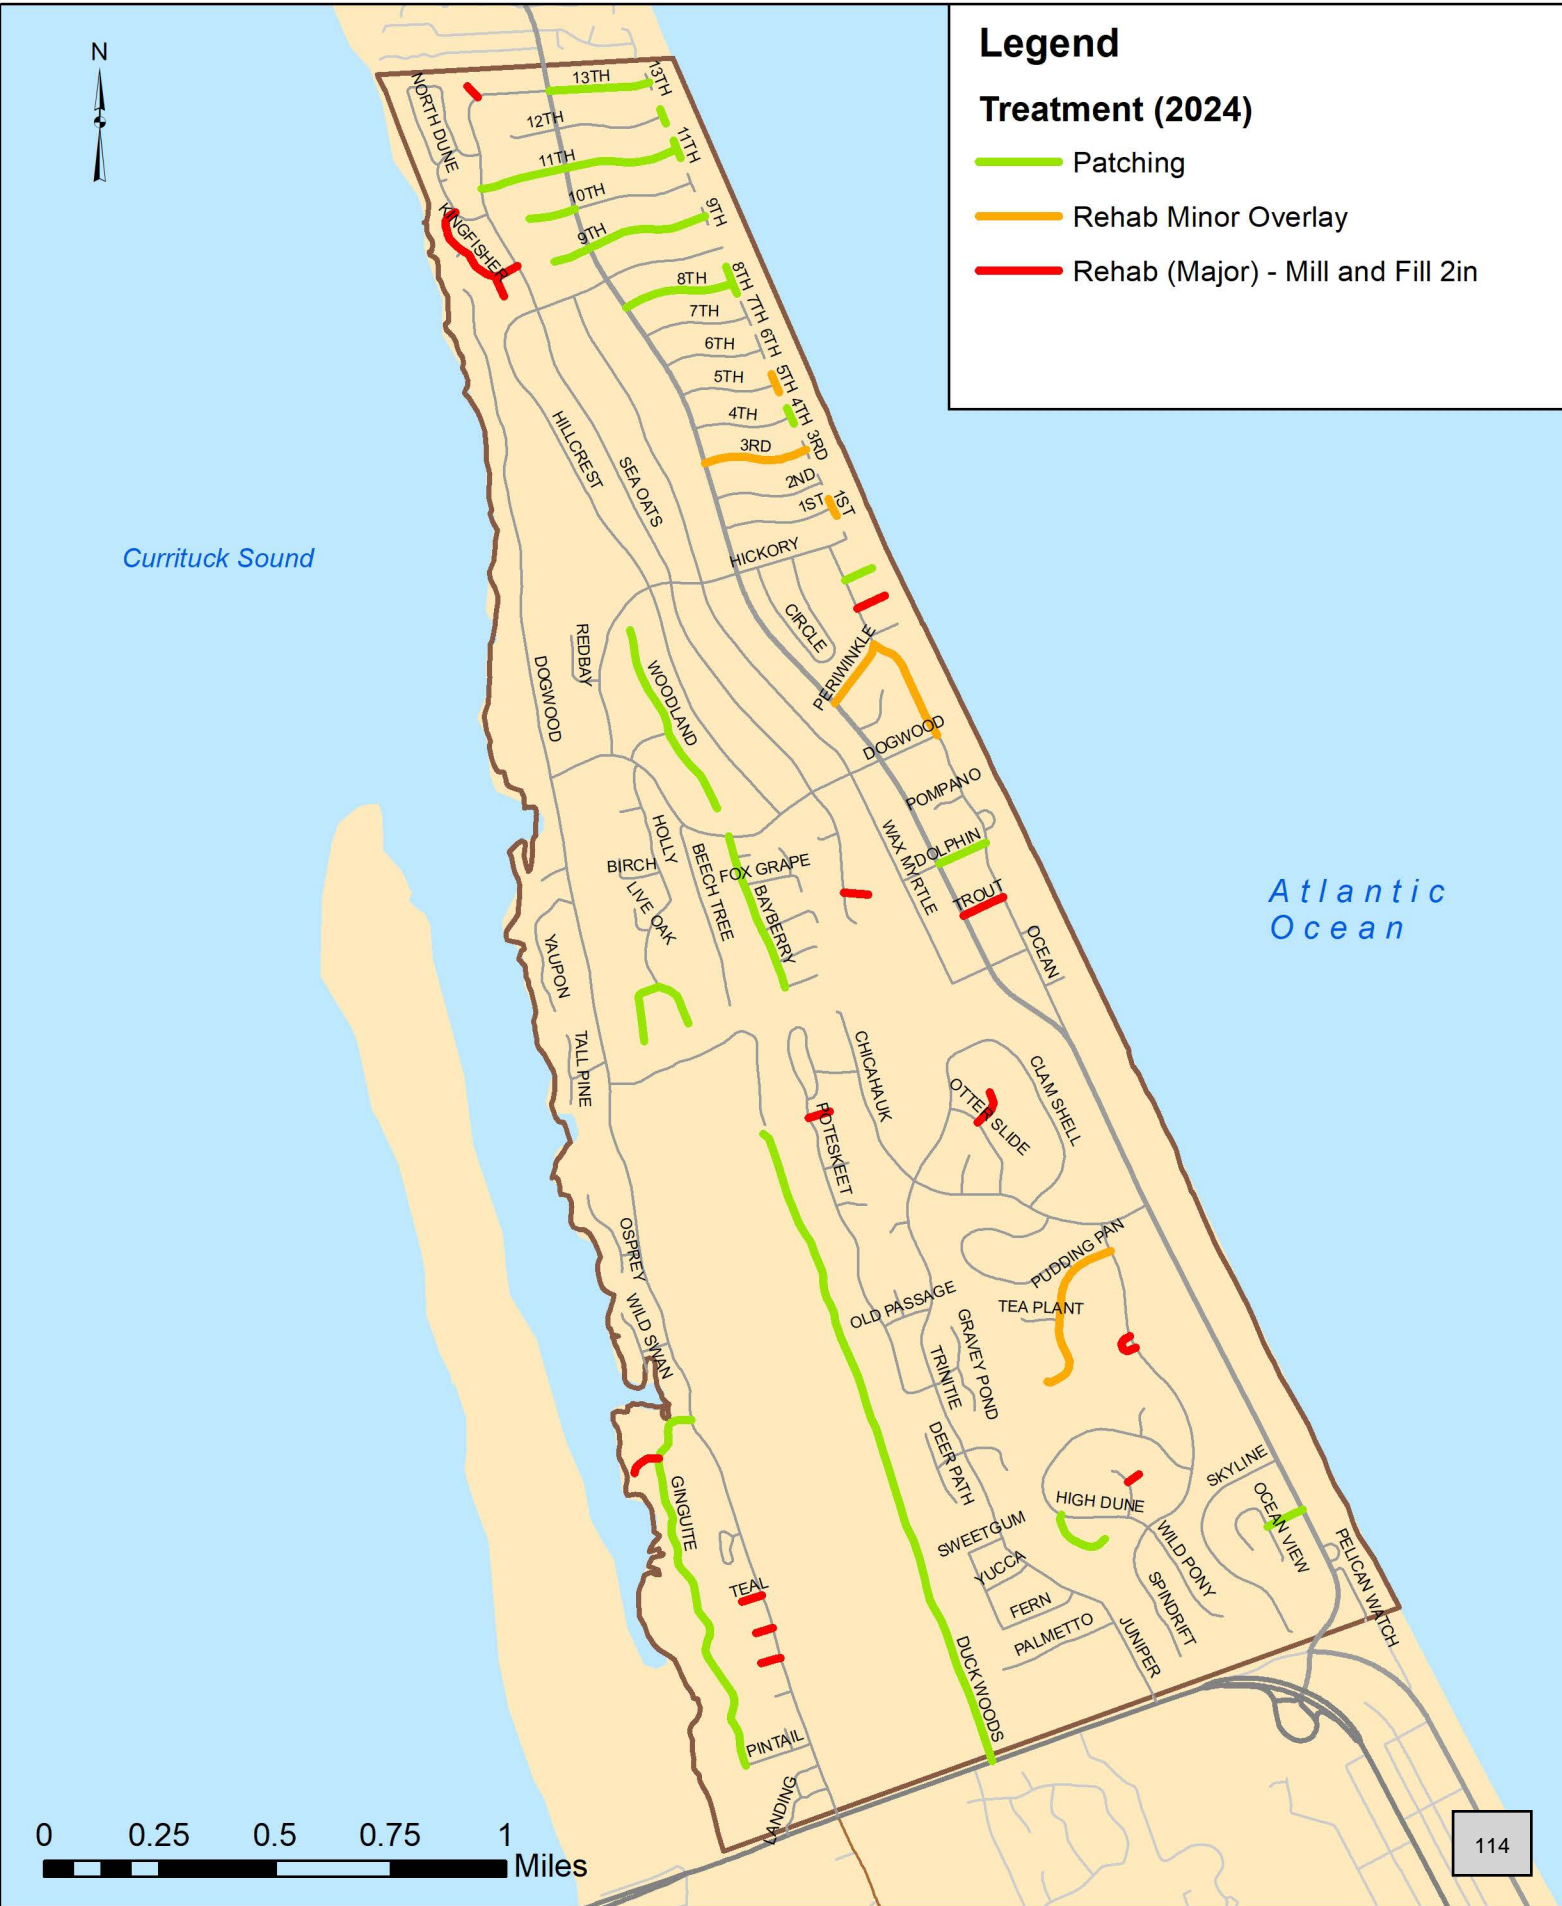 Legend
Treatment (2024)
Patching
Rehab Minor Overlay
Rehab (Major) - Mill and Fill 2in
N
13TH
13TH
NORTH DUNE
12TH
11TH
11TH
10TH
9TH
9TH
KINGFISHER
8TH
8TH
7TH
7TH
6TH
6TH
5TH
5TH
4TH
4TH
3RD
3RD
2ND
1ST
1ST
HILLCREST
SEA OATS
HICKORY
Currituck Sound
CIRCLE
PERIWINKLE
REDBAY
DOGWOOD
WOODLAND
DOGWOOD
POMPANO
HOLLY
BIRCH
LIVE OAK
BEECH TREE
FOX GRAPE
BAYBERRY
WAX MYRTLE
DOLPHIN
TROUT
OCEAN
Atlantic
Ocean
YAUPON
TALL PINE
CHICAHAUK
POTESKEET
OTTER SLIDE
CLAM SHELL
OSPREY
WILD SWAN
PUDDING PAN
TEA PLANT
OLD PASSAGE
GRAVEY POND
TRINITIE
DEER PATH
GINGUITE
HIGH DUNE
SKYLINE
OCEAN VIEW
SWEETGUM
YUCCA
WILD PONY
SPINDRIFT
PELICAN WATCH
TEAL
FERN
PALMETTO
JUNIPER
DUCK WOODS
PINTAIL
LANDING
0 0.25 0.5 0.75 1
Miles
114